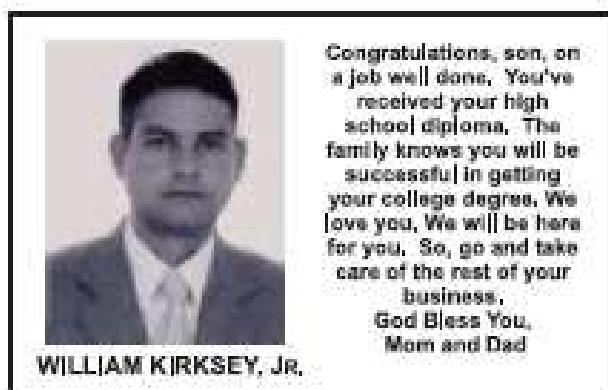 Congratulations, son, on
a job well done. You've
received your high
school diploma. The
family knows you will be
successful in getting
your college degree. We
love you. We will be here
for you. So, go and take
care of the rest of your
business.
God Bless You.
Mom and Dad
WILLIAM KIRKSEY, JR.